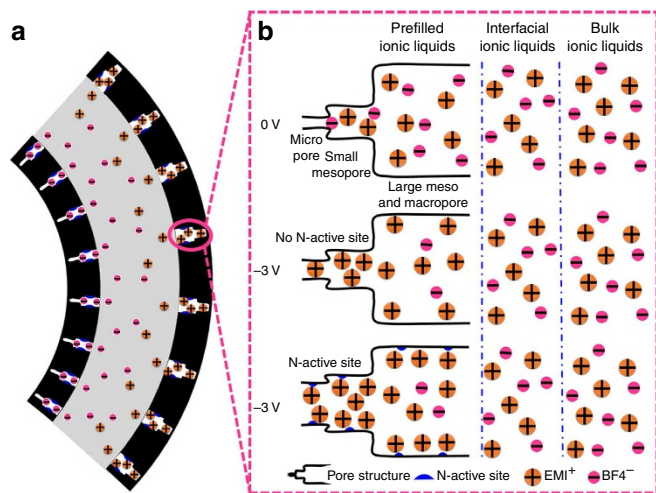 a
b
Prefilled
ionic liquids
Interfacial
ionic liquids
Bulk
ionic liquids
0 V
Micro
pore
Small
mesopore
Large meso
and macropore
No N-active site
–3 V
N-active site
–3 V
Pore structure
N-active site
EMI⁺
BF4⁻